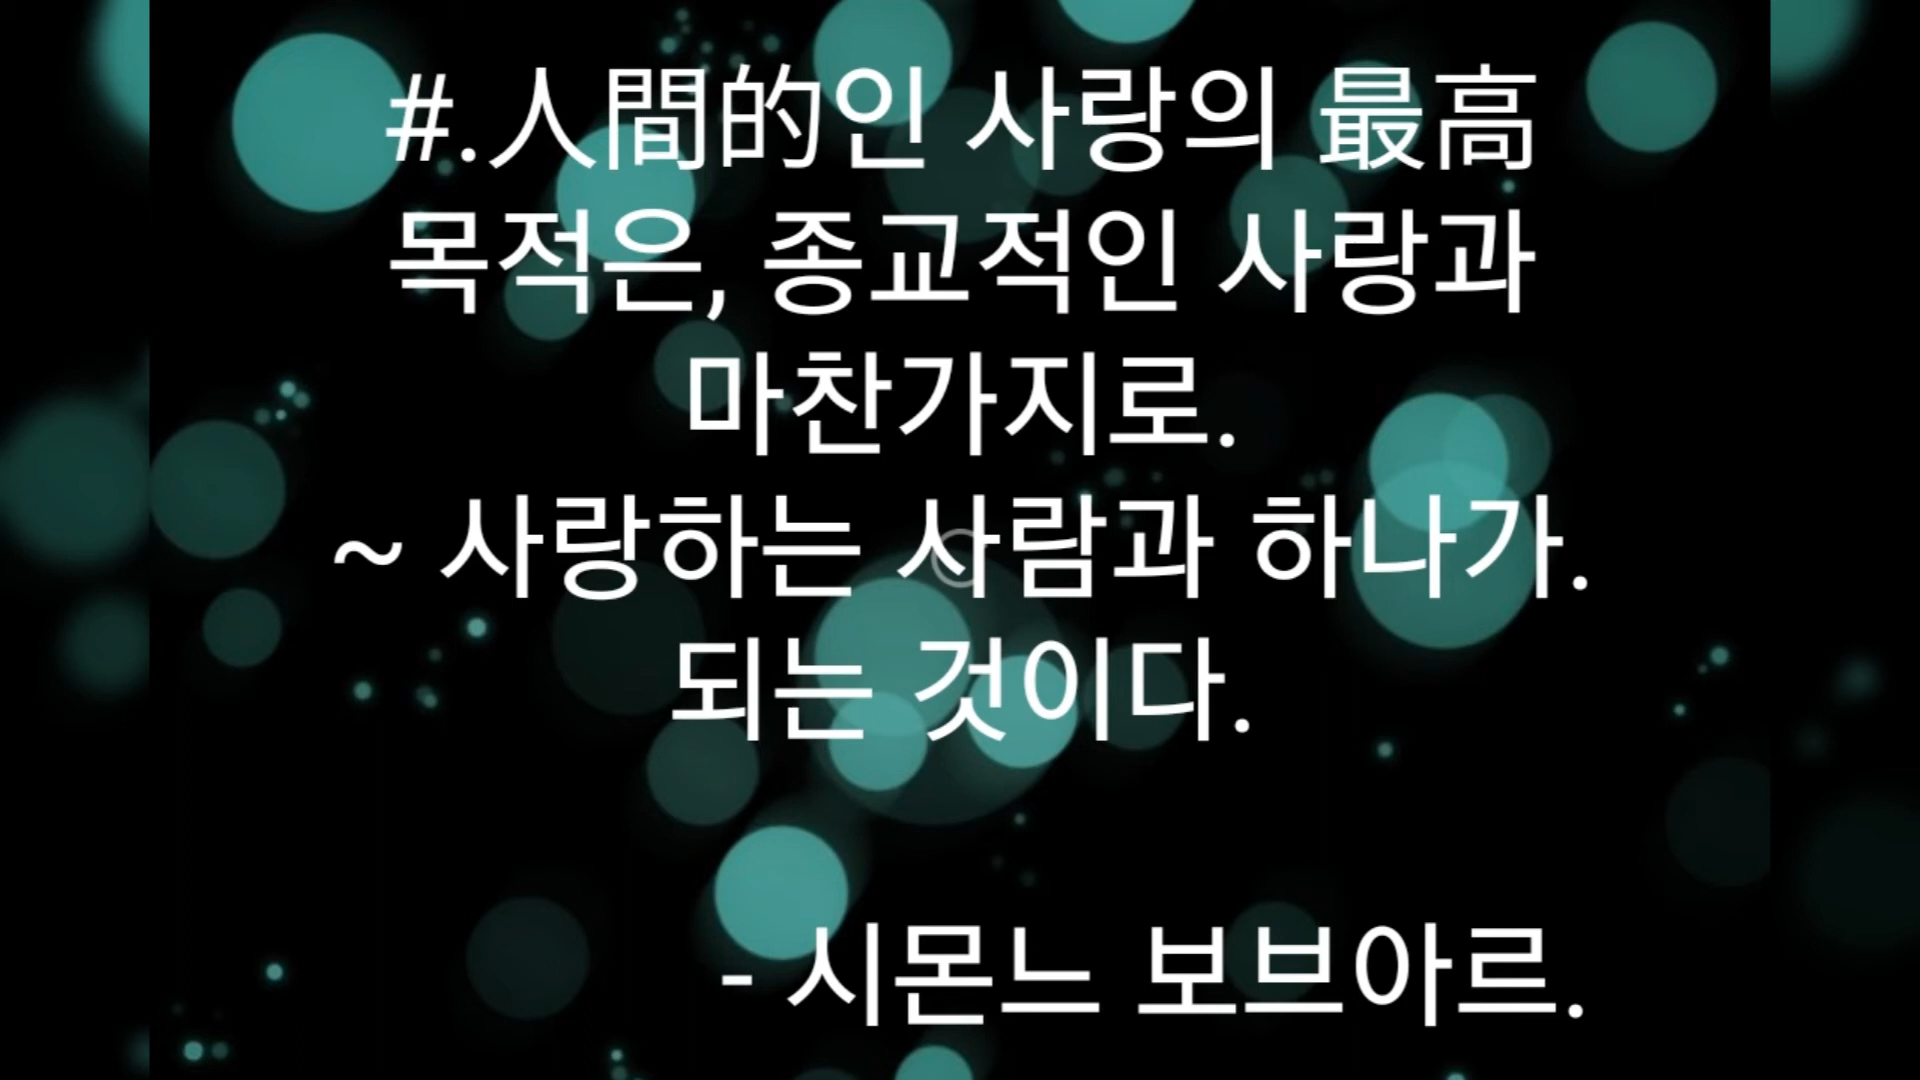 #.人間的인 사랑의 最高
목적은, 종교적인 사랑과
마찬가지로.
~ 사랑하는 사람과 하나가.
되는 것이다.
- 시몬느 보브아르.